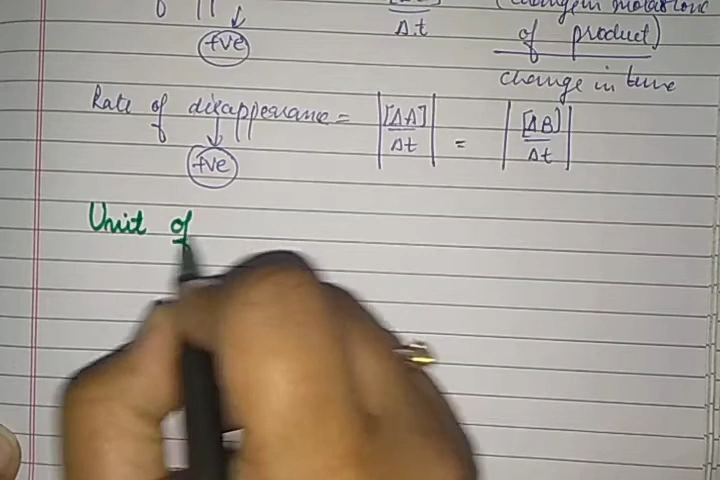 of product)
Δt
+ve
change in time
Rate of disappearance = |[ΔA]/Δt| = |[ΔB]/Δt|
+ve
Unit of